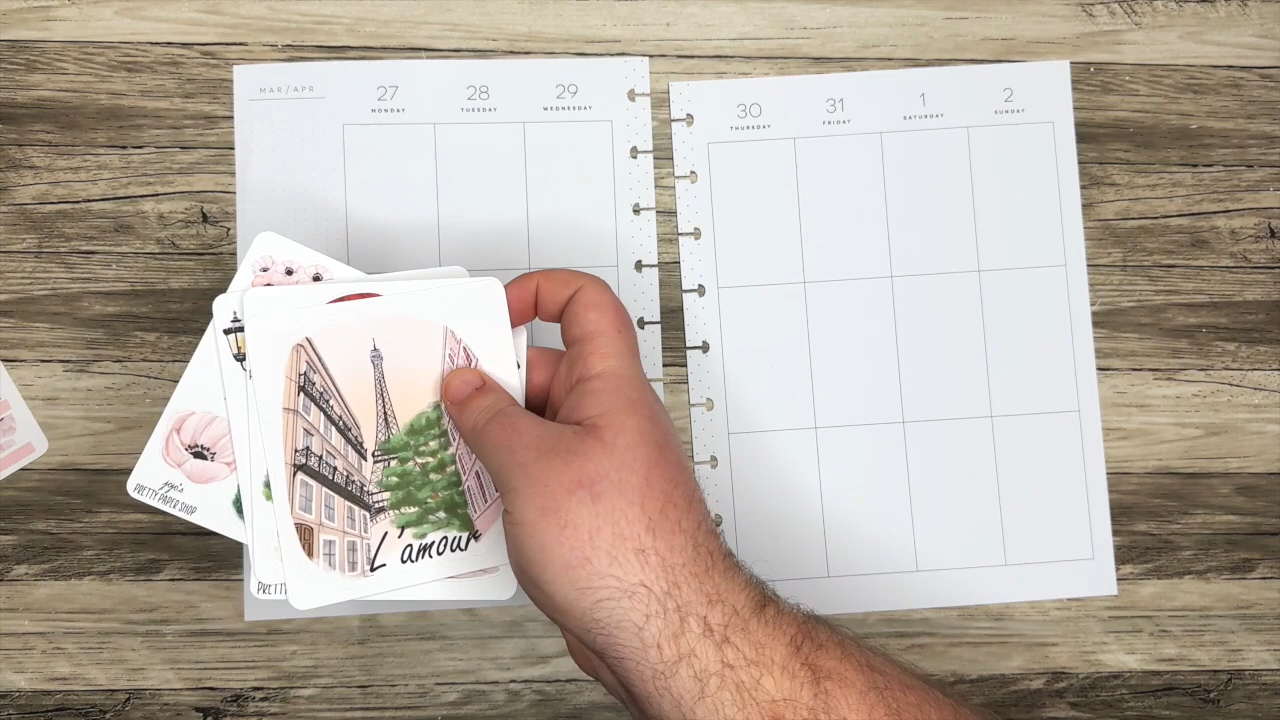 MAR/APR
27
MONDAY
28
TUESDAY
29
WEDNESDAY
30
THURSDAY
31
FRIDAY
1
SATURDAY
2
SUNDAY
L'amour
jojo's
PRETTY PAPER SHOP
PRETTY